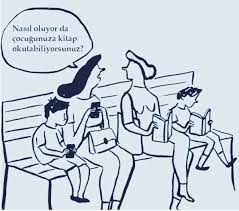 Nasıl oluyor da
çocuğunuza kitap
okutabiliyorsunuz?